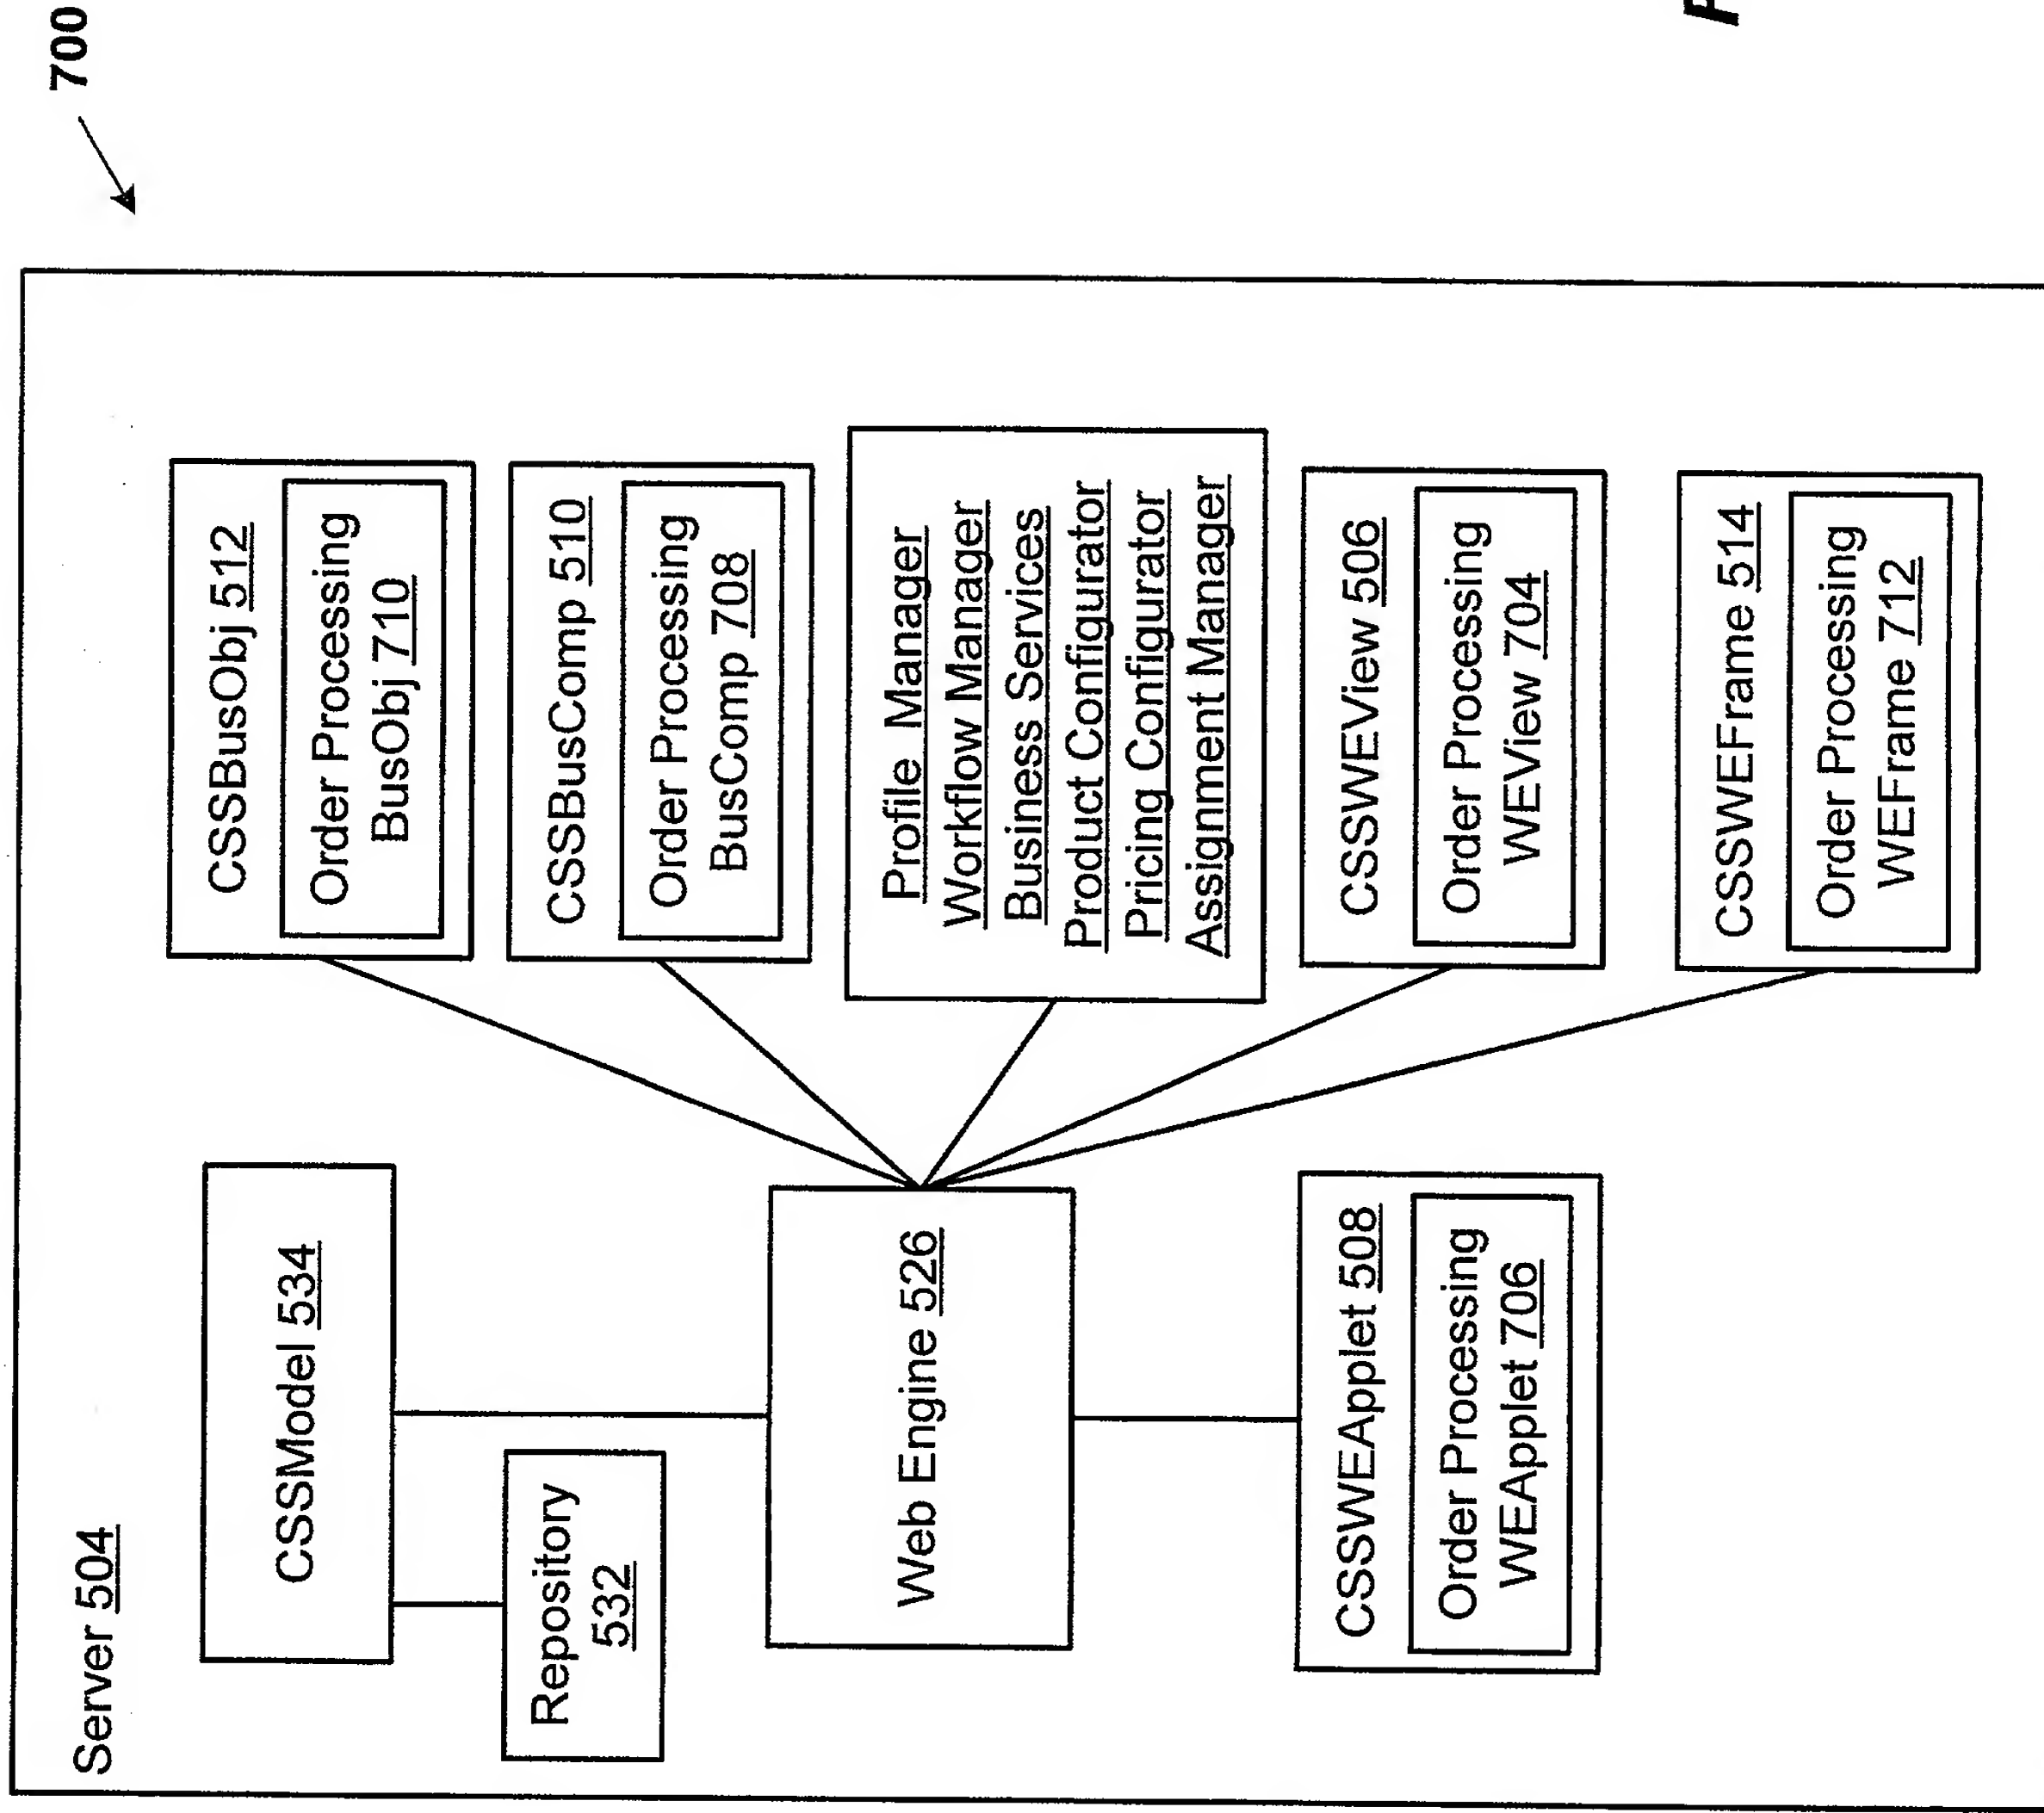 700
Server 504
CSSModel 534
Repository
532
Web Engine 526
CSSWEApplet 508
Order Processing
WEApplet 706
CSSBusObj 512
Order Processing
BusObj 710
CSSBusComp 510
Order Processing
BusComp 708
Profile Manager
Workflow Manager
Business Services
Product Configurator
Pricing Configurator
Assignment Manager
CSSWEView 506
Order Processing
WEView 704
CSSWEFrame 514
Order Processing
WEFrame 712